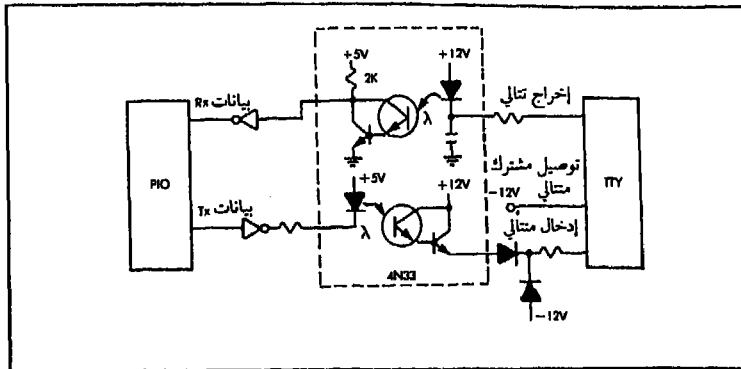 +5V
+12V
2K
إخراج تتالي
بيانات Rx
λ
توصيل مشترك
متتالي
-12V
PIO
TTY
+5V
+12V
بيانات Tx
إدخال متتالي
λ
4N33
-12V